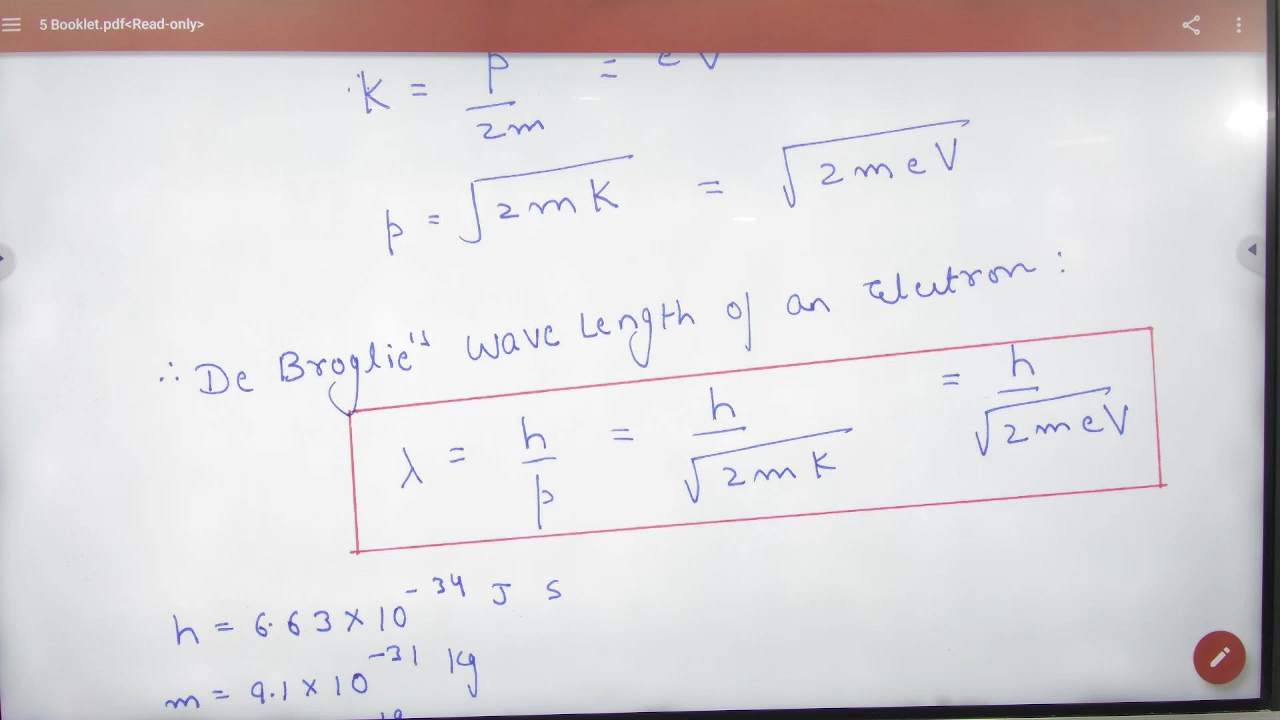 5 Booklet.pdf<Read-only>
K = p / 2m = eV
p = √2mK = √2meV
∴ De Broglie's wave Length of an Electron :
λ = h/p = h/√2mK = h/√2meV
h = 6.63 × 10^-34 J s
m = 9.1 × 10^-31 kg